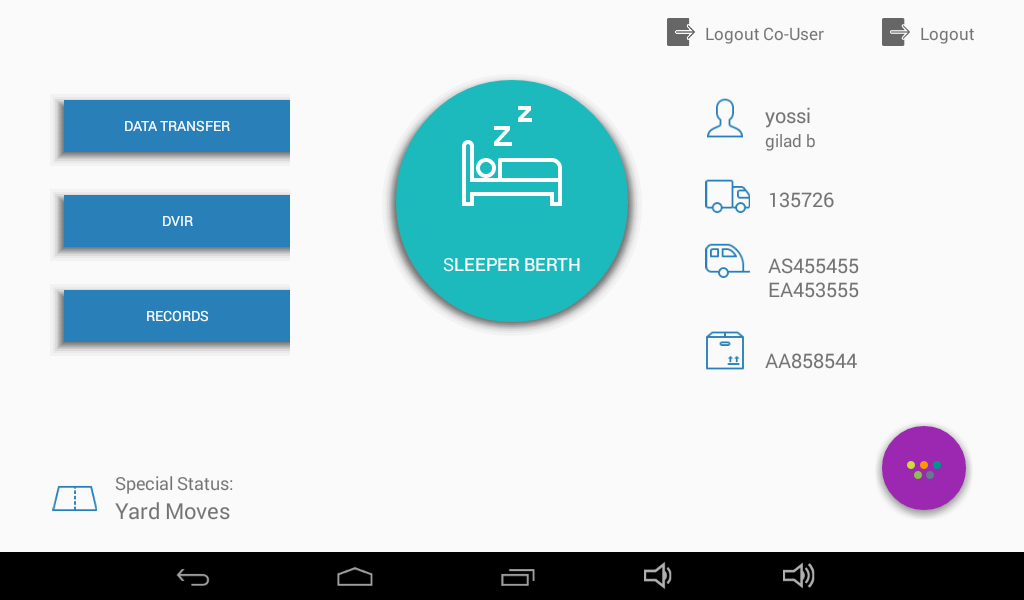 Logout Co-User
Logout
DATA TRANSFER
DVIR
RECORDS
Z
Z
SLEEPER BERTH
yossi
gilad b
135726
AS455455
EA453555
AA858544
Special Status:
Yard Moves